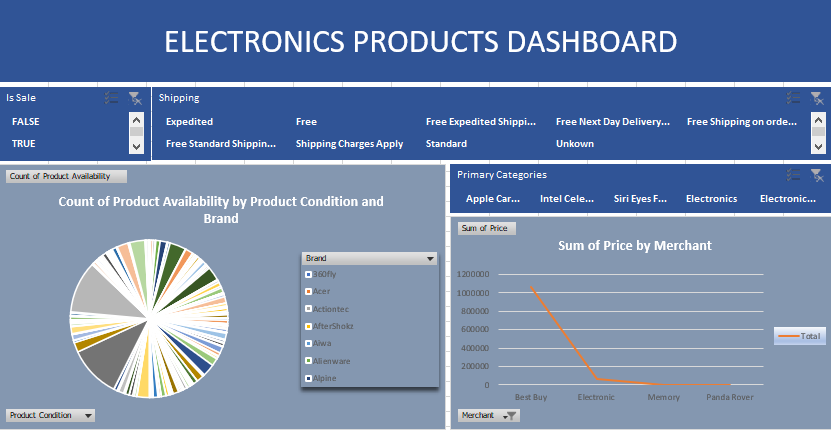 ELECTRONICS PRODUCTS DASHBOARD
Is Sale
FALSE
TRUE
Shipping
Expedited Free Free Expedited Shippi... Free Next Day Delivery... Free Shipping on orde...
Free Standard Shippin... Shipping Charges Apply Standard Unkown
Count of Product Availability
Count of Product Availability by Product Condition and
Brand
Brand
360fly
Acer
Actiontec
AfterShokz
Aiwa
Alienware
Alpine
Product Condition
Primary Categories
Apple Car... Intel Cele... Siri Eyes F... Electronics Electronic...
Sum of Price
Sum of Price by Merchant
1200000
1000000
800000
600000
400000
200000
0
Best Buy Electronic Memory Panda Rover
Total
Merchant